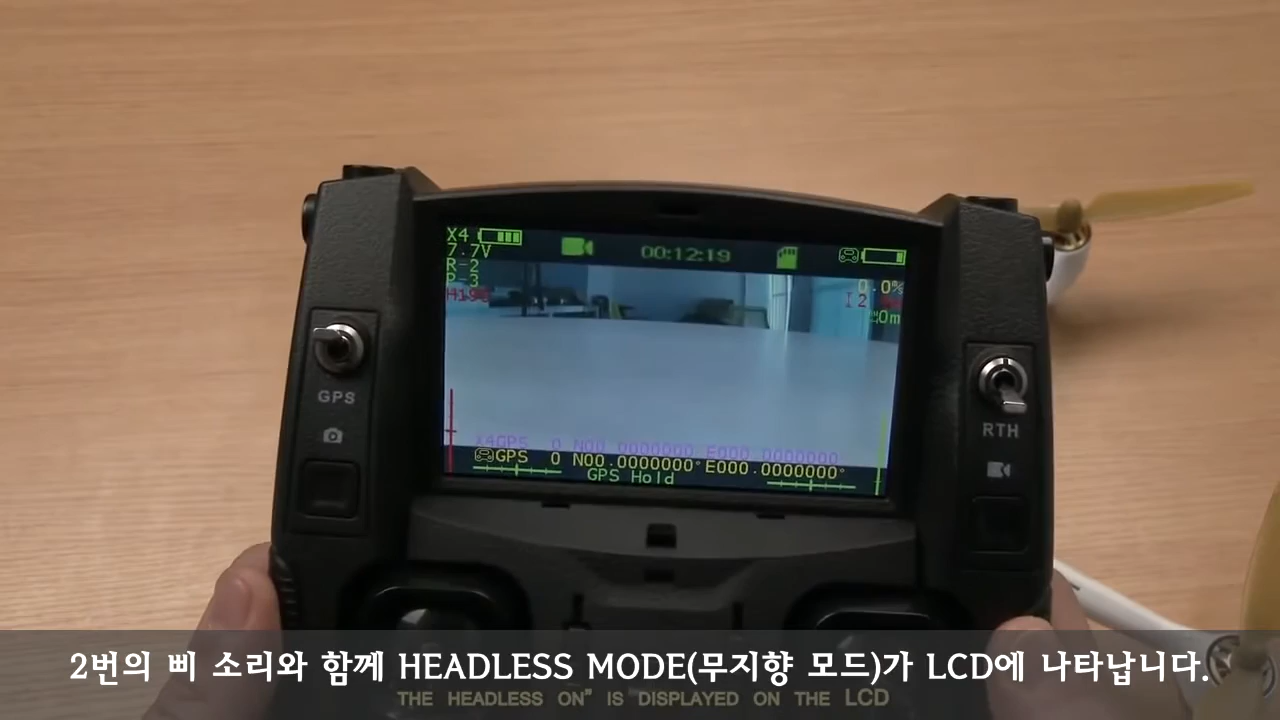 X4
00:12:19
7.7V
R-2
P-3
0.0%
GPS
RTH
X4GPS 0 N00.0000000 E000.0000000
GPS 0 N00.0000000° E000.0000000°
GPS Hold
2번의 삐 소리와 함께 HEADLESS MODE(무지향 모드)가 LCD에 나타납니다.
THE HEADLESS ON" IS DISPLAYED ON THE LCD